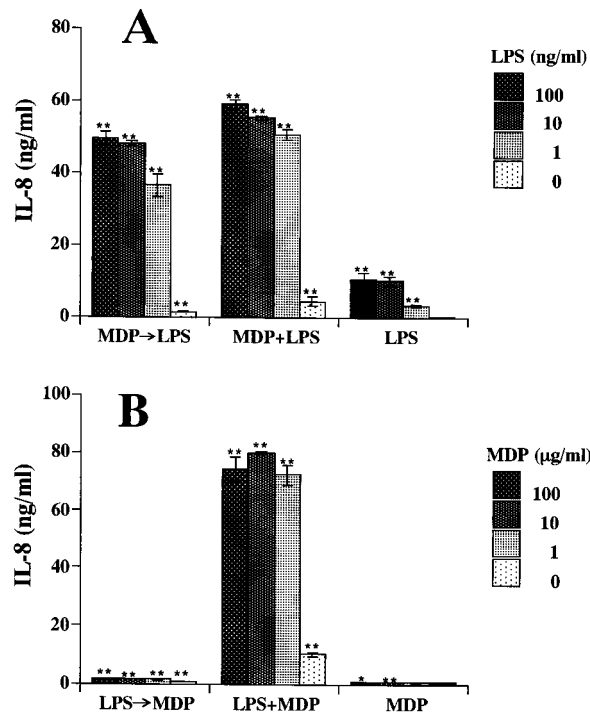 A
LPS (ng/ml)
100
10
1
0
IL-8 (ng/ml)
80
60
40
20
0
** ** ** **
** ** ** **
** ** **
MDP→LPS MDP+LPS LPS
B
MDP (µg/ml)
100
10
1
0
IL-8 (ng/ml)
100
80
60
40
20
0
** ** ** **
** ** ** **
* **
LPS→MDP LPS+MDP MDP